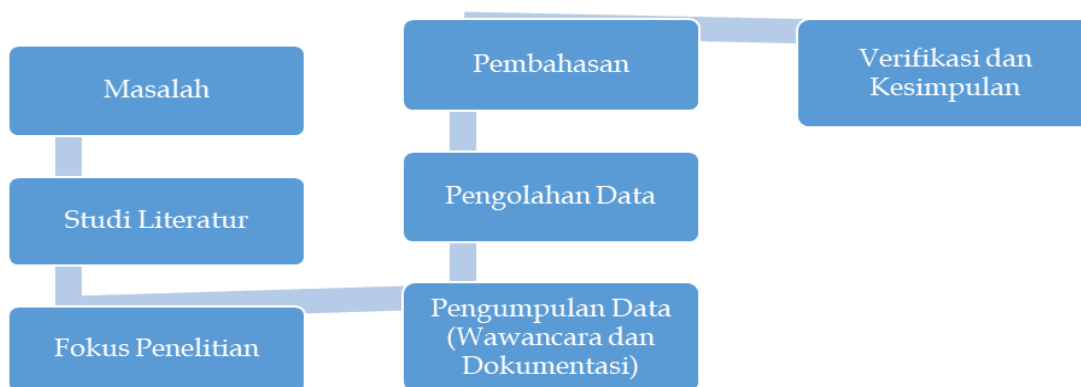 Masalah
Studi Literatur
Fokus Penelitian
Pengumpulan Data
(Wawancara dan
Dokumentasi)
Pengolahan Data
Pembahasan
Verifikasi dan
Kesimpulan